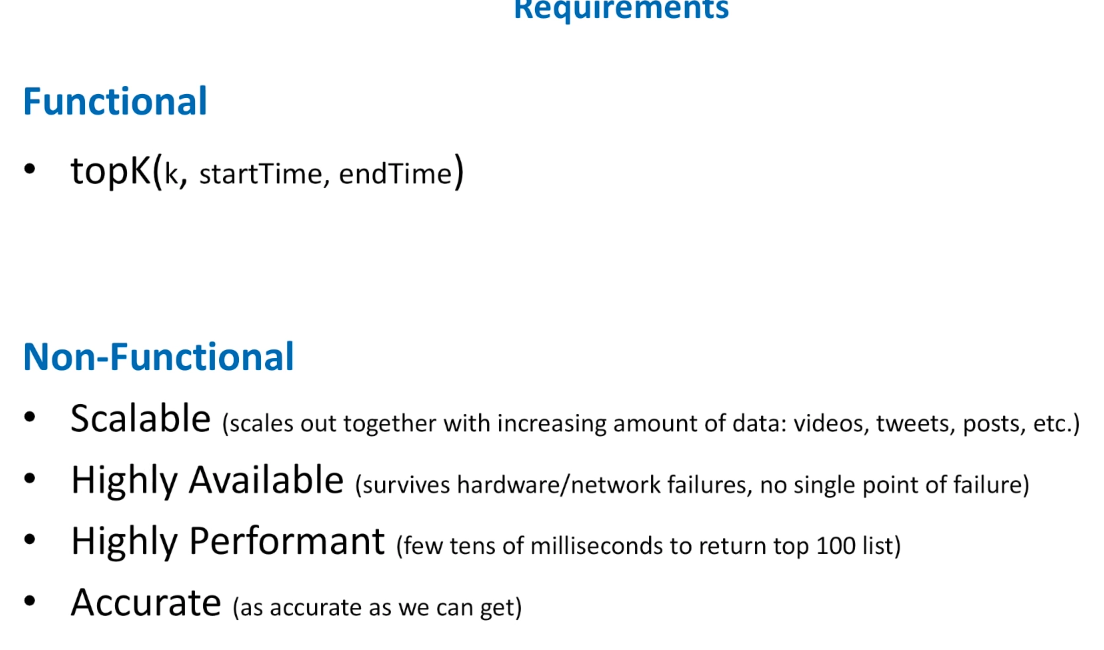 Requirements
Functional
• topK(k, startTime, endTime)
Non-Functional
• Scalable (scales out together with increasing amount of data: videos, tweets, posts, etc.)
• Highly Available (survives hardware/network failures, no single point of failure)
• Highly Performant (few tens of milliseconds to return top 100 list)
• Accurate (as accurate as we can get)